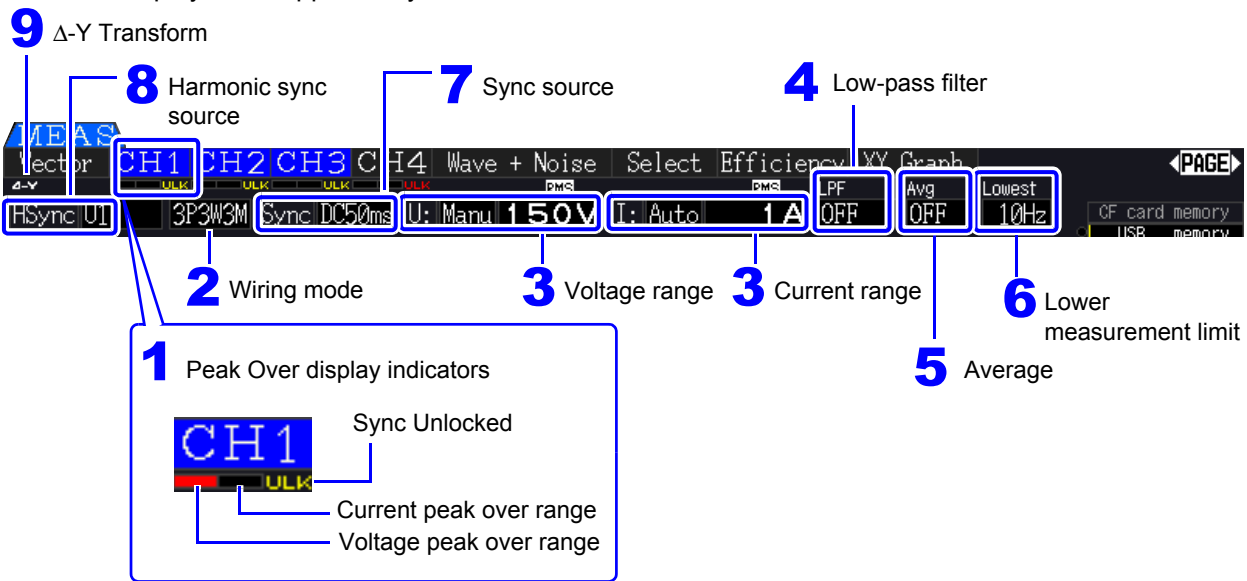 9 Δ-Y Transform
8 Harmonic sync source
7 Sync source
4 Low-pass filter
MEAS
Vector CH1 CH2 CH3 CH4 Wave + Noise Select Efficiency XY Graph PAGE
Δ-Y ULK ULK ULK ULK RMS RMS LPF Avg Lowest
HSync U1 3P3W3M Sync DC50ms U: Manu 150V I: Auto 1A OFF OFF 10Hz CF card memory
USB memory
2 Wiring mode
3 Voltage range
3 Current range
6 Lower
measurement limit
5 Average
1 Peak Over display indicators
Sync Unlocked
CH1
ULK
Current peak over range
Voltage peak over range